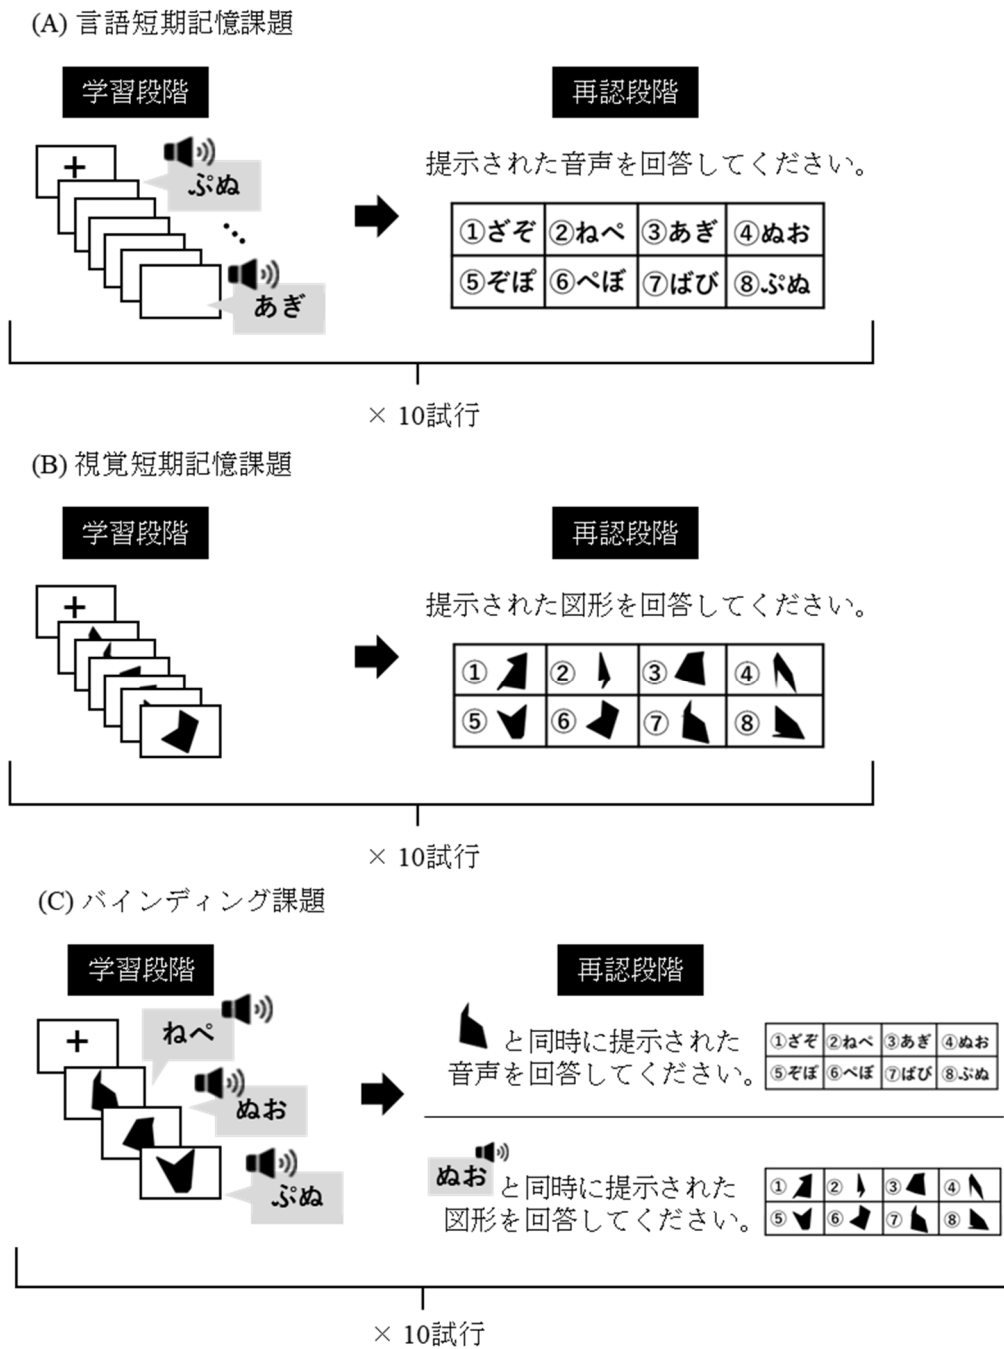 (A) 言語短期記憶課題
学習段階
再認段階
+
ぷぬ
あぎ
提示された音声を回答してください。
①ざぞ ②ねぺ ③あぎ ④ぬお
⑤ぞぽ ⑥ぺぼ ⑦ばび ⑧ぷぬ
× 10試行
(B) 視覚短期記憶課題
学習段階
再認段階
+
提示された図形を回答してください。
① ② ③ ④
⑤ ⑥ ⑦ ⑧
× 10試行
(C) バインディング課題
学習段階
再認段階
+
ねぺ
ぬお
ぷぬ
と同時に提示された
音声を回答してください。
①ざぞ ②ねぺ ③あぎ ④ぬお
⑤ぞぽ ⑥ぺぼ ⑦ばび ⑧ぷぬ
ぬお と同時に提示された
図形を回答してください。
① ② ③ ④
⑤ ⑥ ⑦ ⑧
× 10試行